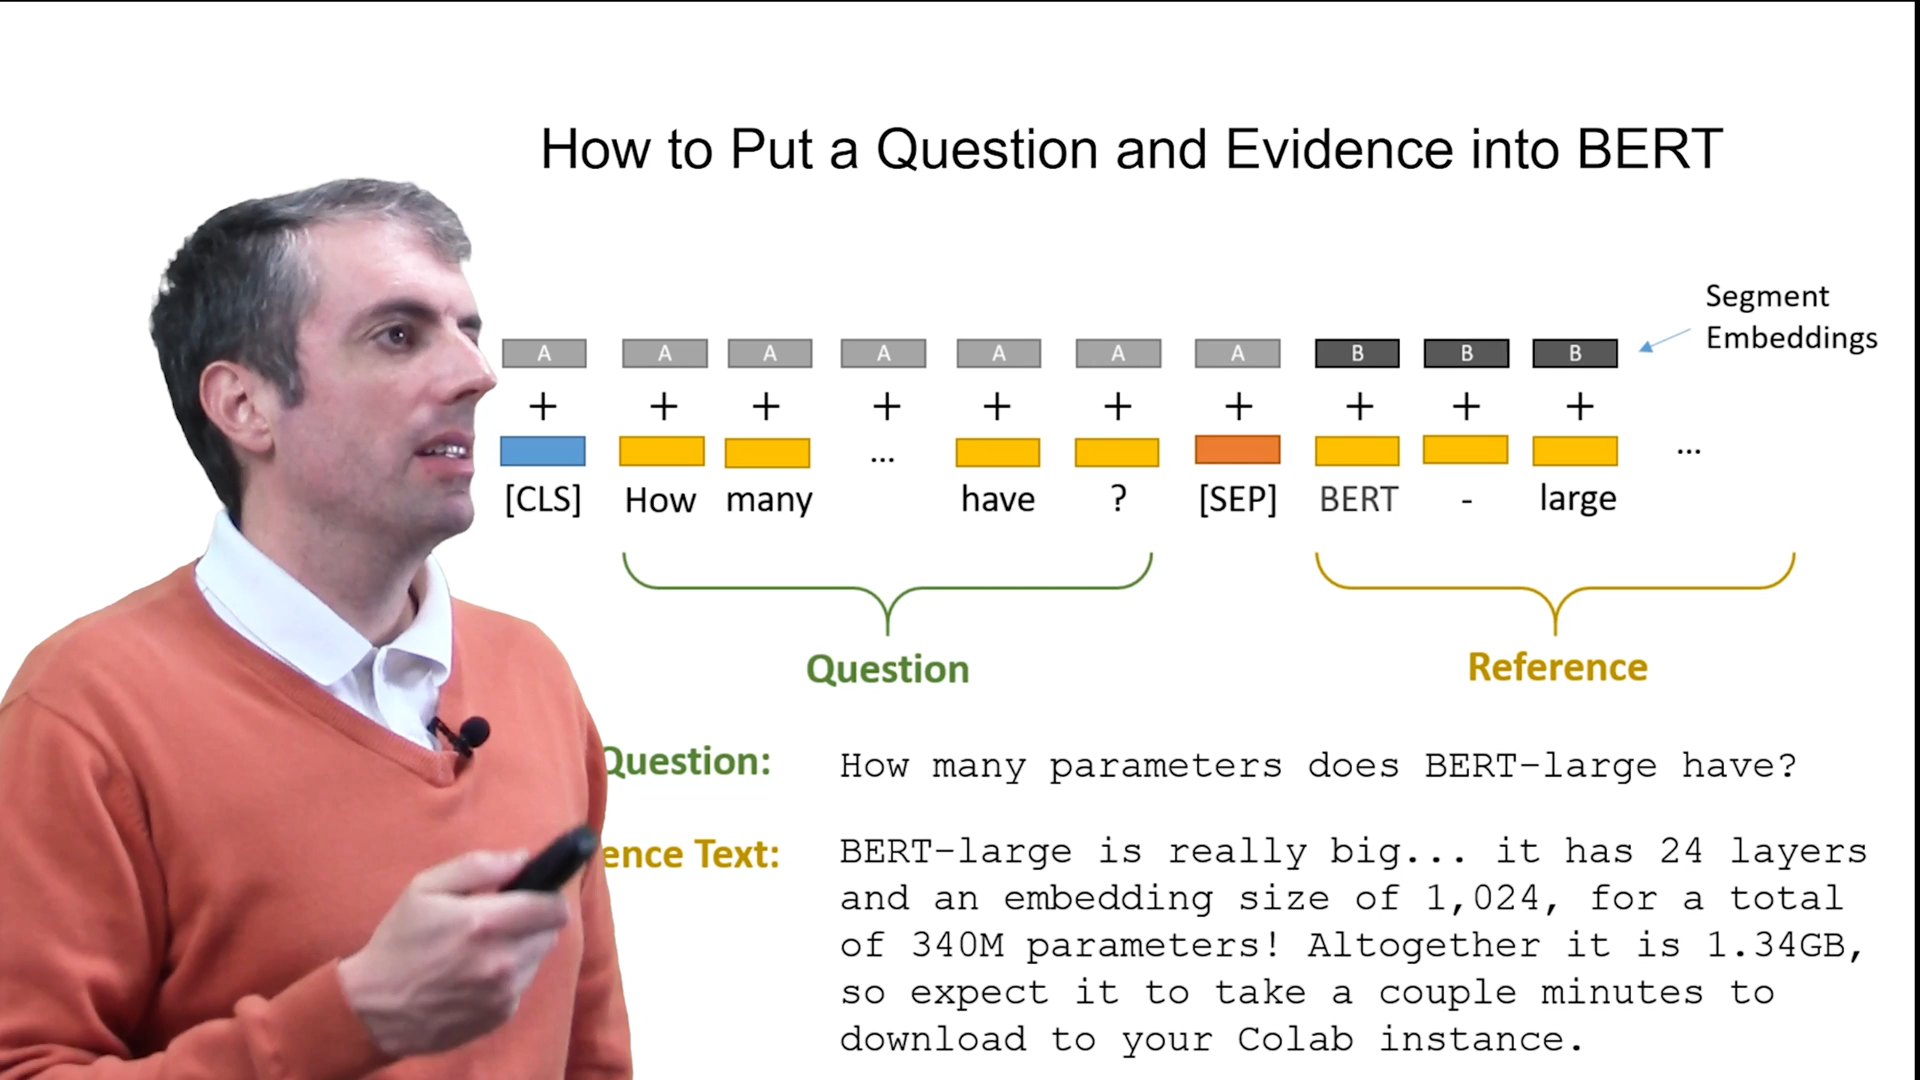 How to Put a Question and Evidence into BERT
Segment
Embeddings
A A A A A A A B B B
+ + + + + + + + + +
... ...
[CLS] How many have ? [SEP] BERT - large
Question Reference
Question: How many parameters does BERT-large have?
Text: BERT-large is really big... it has 24 layers
and an embedding size of 1,024, for a total
of 340M parameters! Altogether it is 1.34GB,
so expect it to take a couple minutes to
download to your Colab instance.